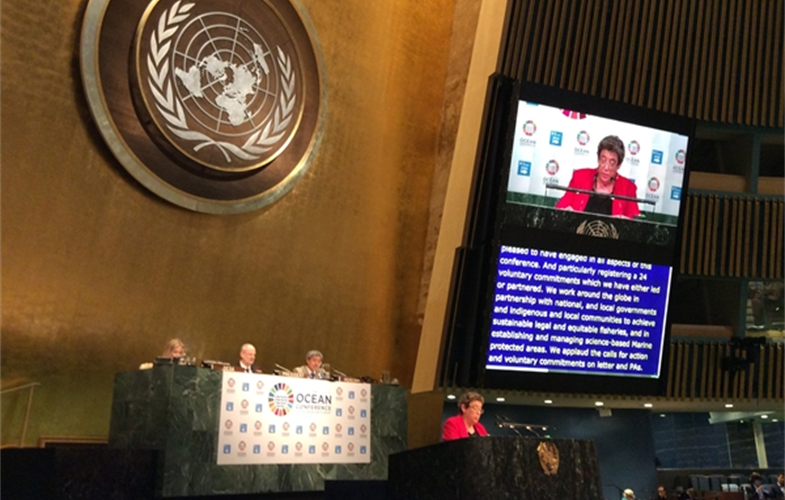 OCEAN
pleased to have engaged in all aspects of this
conference. And particularly registering a 24
voluntary commitments which we have either led
or partnered. We work around the globe in
partnership with national, and local governments
and indigenous and local communities to achieve
sustainable legal and equitable fisheries, and in
establishing and managing science-based Marine
protected areas. We applaud the calls for action
and voluntary commitments on letter and PAs.
THE
OCEAN
CONFERENCE